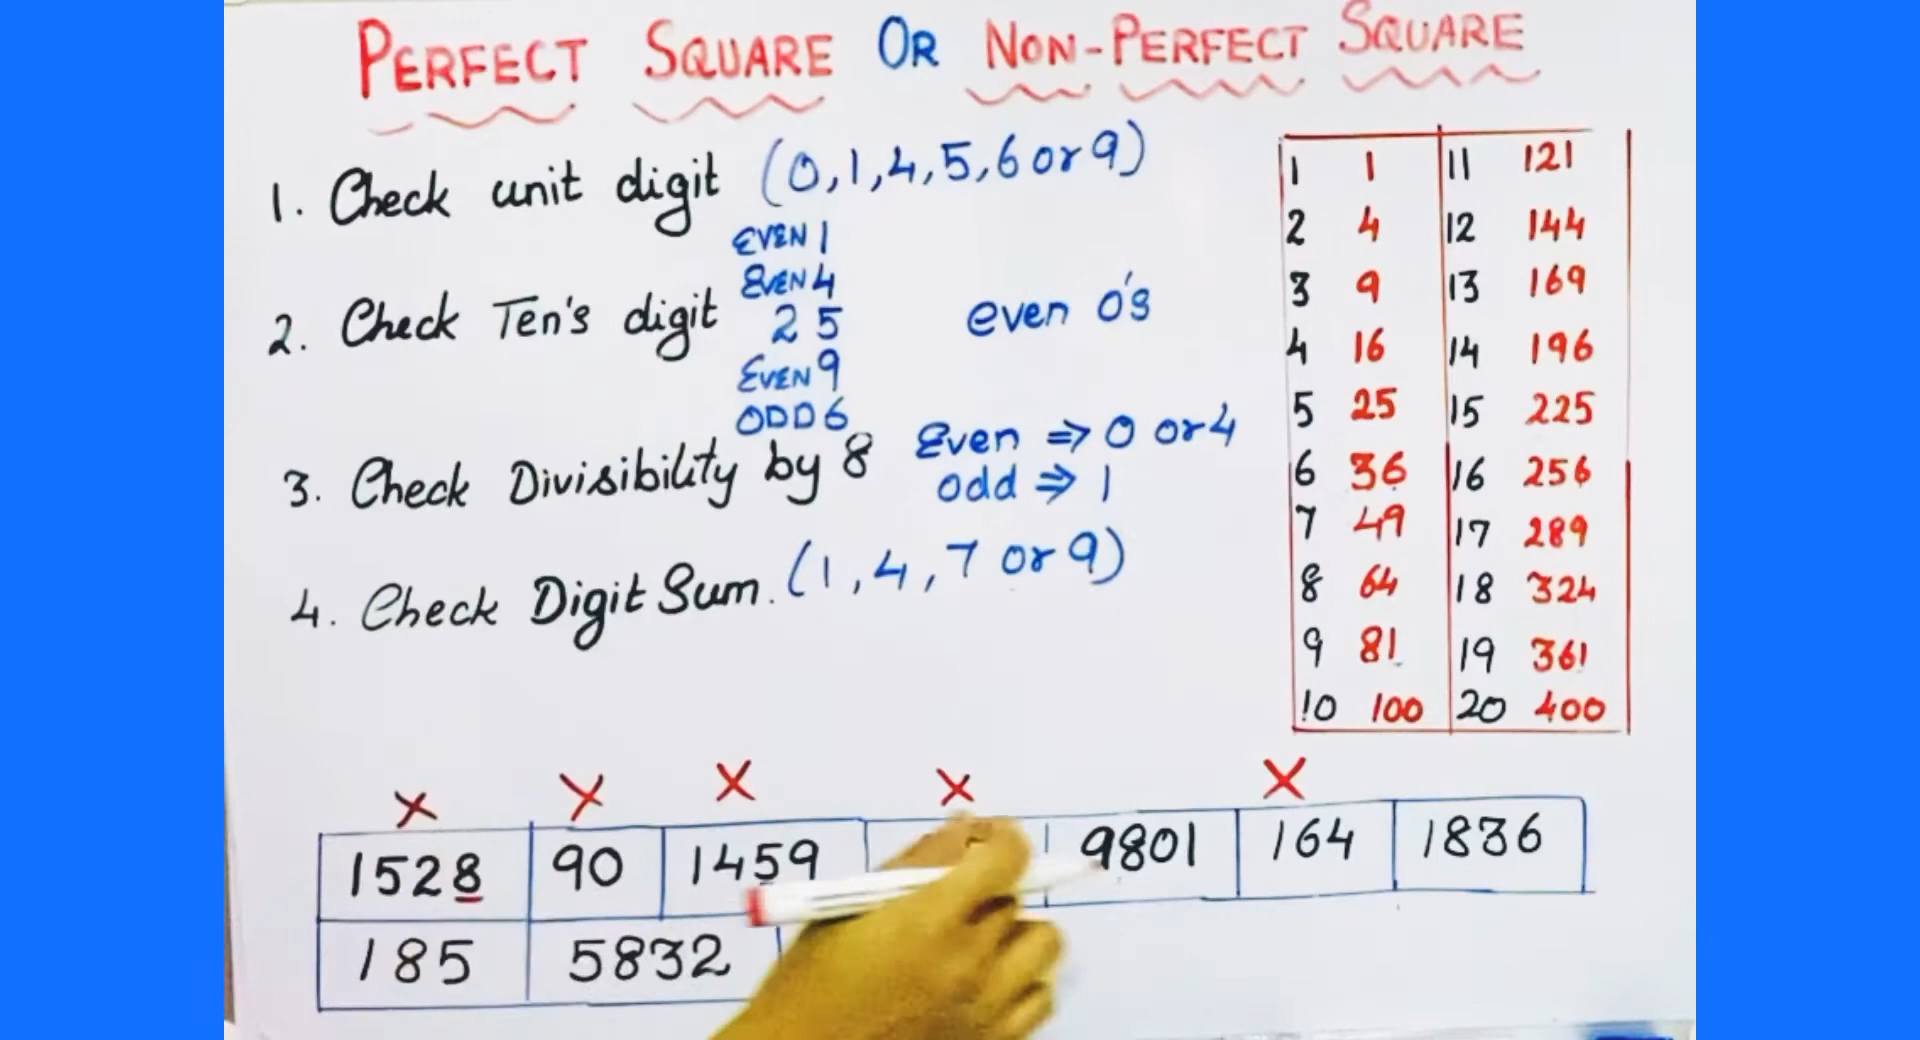 PERFECT SQUARE OR NON-PERFECT SQUARE
1. Check unit digit (0,1,4,5,6 or 9)
2. Check Ten's digit
EVEN 1
EVEN 4
2 5
EVEN 9
ODD 6
even 0's
3. Check Divisibility by 8
Even ⇒ 0 or 4
odd ⇒ 1
4. Check Digit Sum. (1, 4, 7 or 9)
1 1 11 121
2 4 12 144
3 9 13 169
4 16 14 196
5 25 15 225
6 36 16 256
7 49 17 289
8 64 18 324
9 81 19 361
10 100 20 400
X X X X X
1528 90 1459 9801 164 1836
185 5832